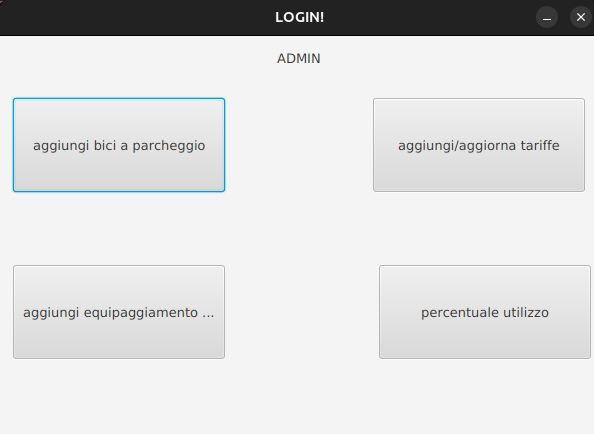 LOGIN!
ADMIN
aggiungi bici a parcheggio
aggiungi/aggiorna tariffe
aggiungi equipaggiamento ...
percentuale utilizzo